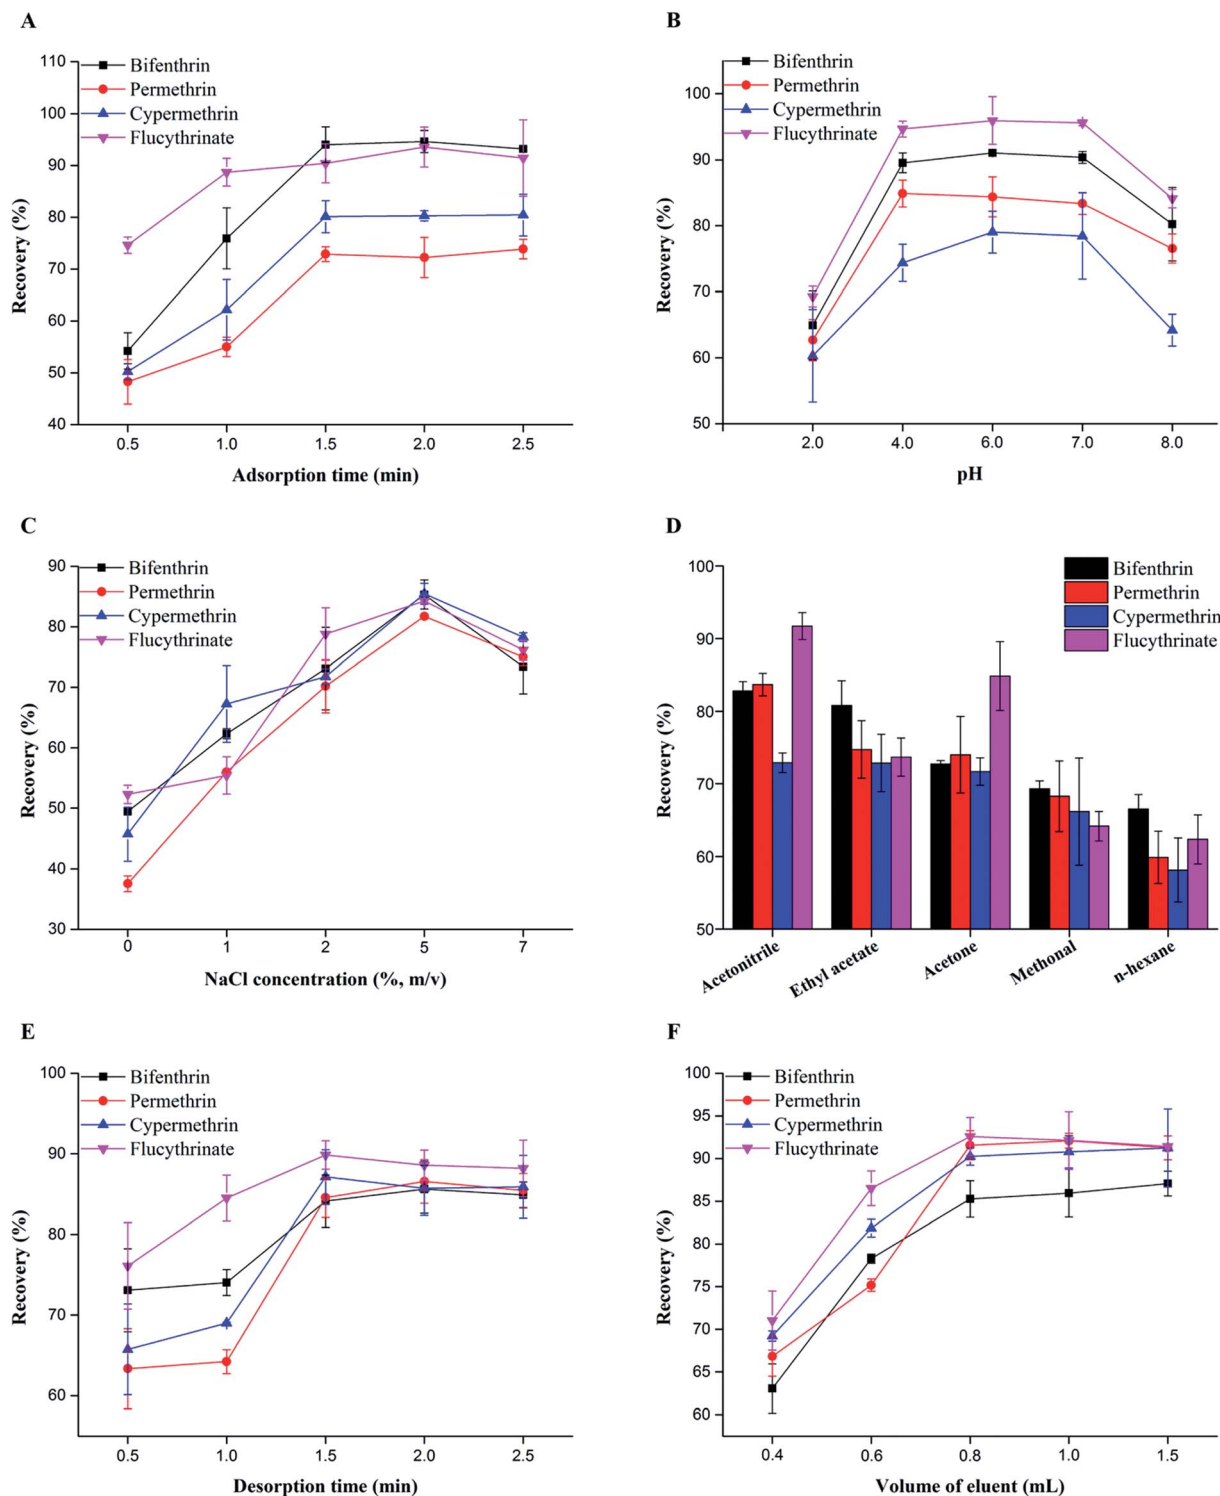 A
110
100
90
80
70
60
50
40
Recovery (%)
Bifenthrin
Permethrin
Cypermethrin
Flucythrinate
0.5 1.0 1.5 2.0 2.5
Adsorption time (min)
B
100
90
80
70
60
50
Recovery (%)
Bifenthrin
Permethrin
Cypermethrin
Flucythrinate
2.0 4.0 6.0 7.0 8.0
pH
C
90
80
70
60
50
40
30
Recovery (%)
Bifenthrin
Permethrin
Cypermethrin
Flucythrinate
0 1 2 5 7
NaCl concentration (%, m/v)
D
100
90
80
70
60
50
Recovery (%)
Bifenthrin
Permethrin
Cypermethrin
Flucythrinate
Acetonitrile Ethyl acetate Acetone Methonal n-hexane
E
100
90
80
70
60
Recovery (%)
Bifenthrin
Permethrin
Cypermethrin
Flucythrinate
0.5 1.0 1.5 2.0 2.5
Desorption time (min)
F
100
95
90
85
80
75
70
65
60
Recovery (%)
Bifenthrin
Permethrin
Cypermethrin
Flucythrinate
0.4 0.6 0.8 1.0 1.5
Volume of eluent (mL)